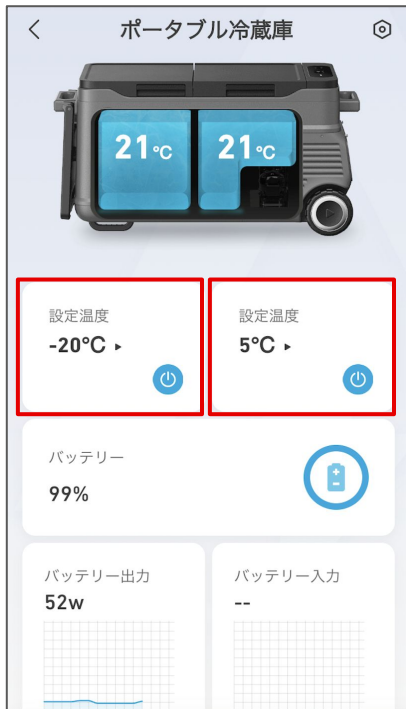 ポータブル冷蔵庫
21℃ 21℃
設定温度 設定温度
-20℃ 5℃
バッテリー
99%
バッテリー出力 バッテリー入力
52w --